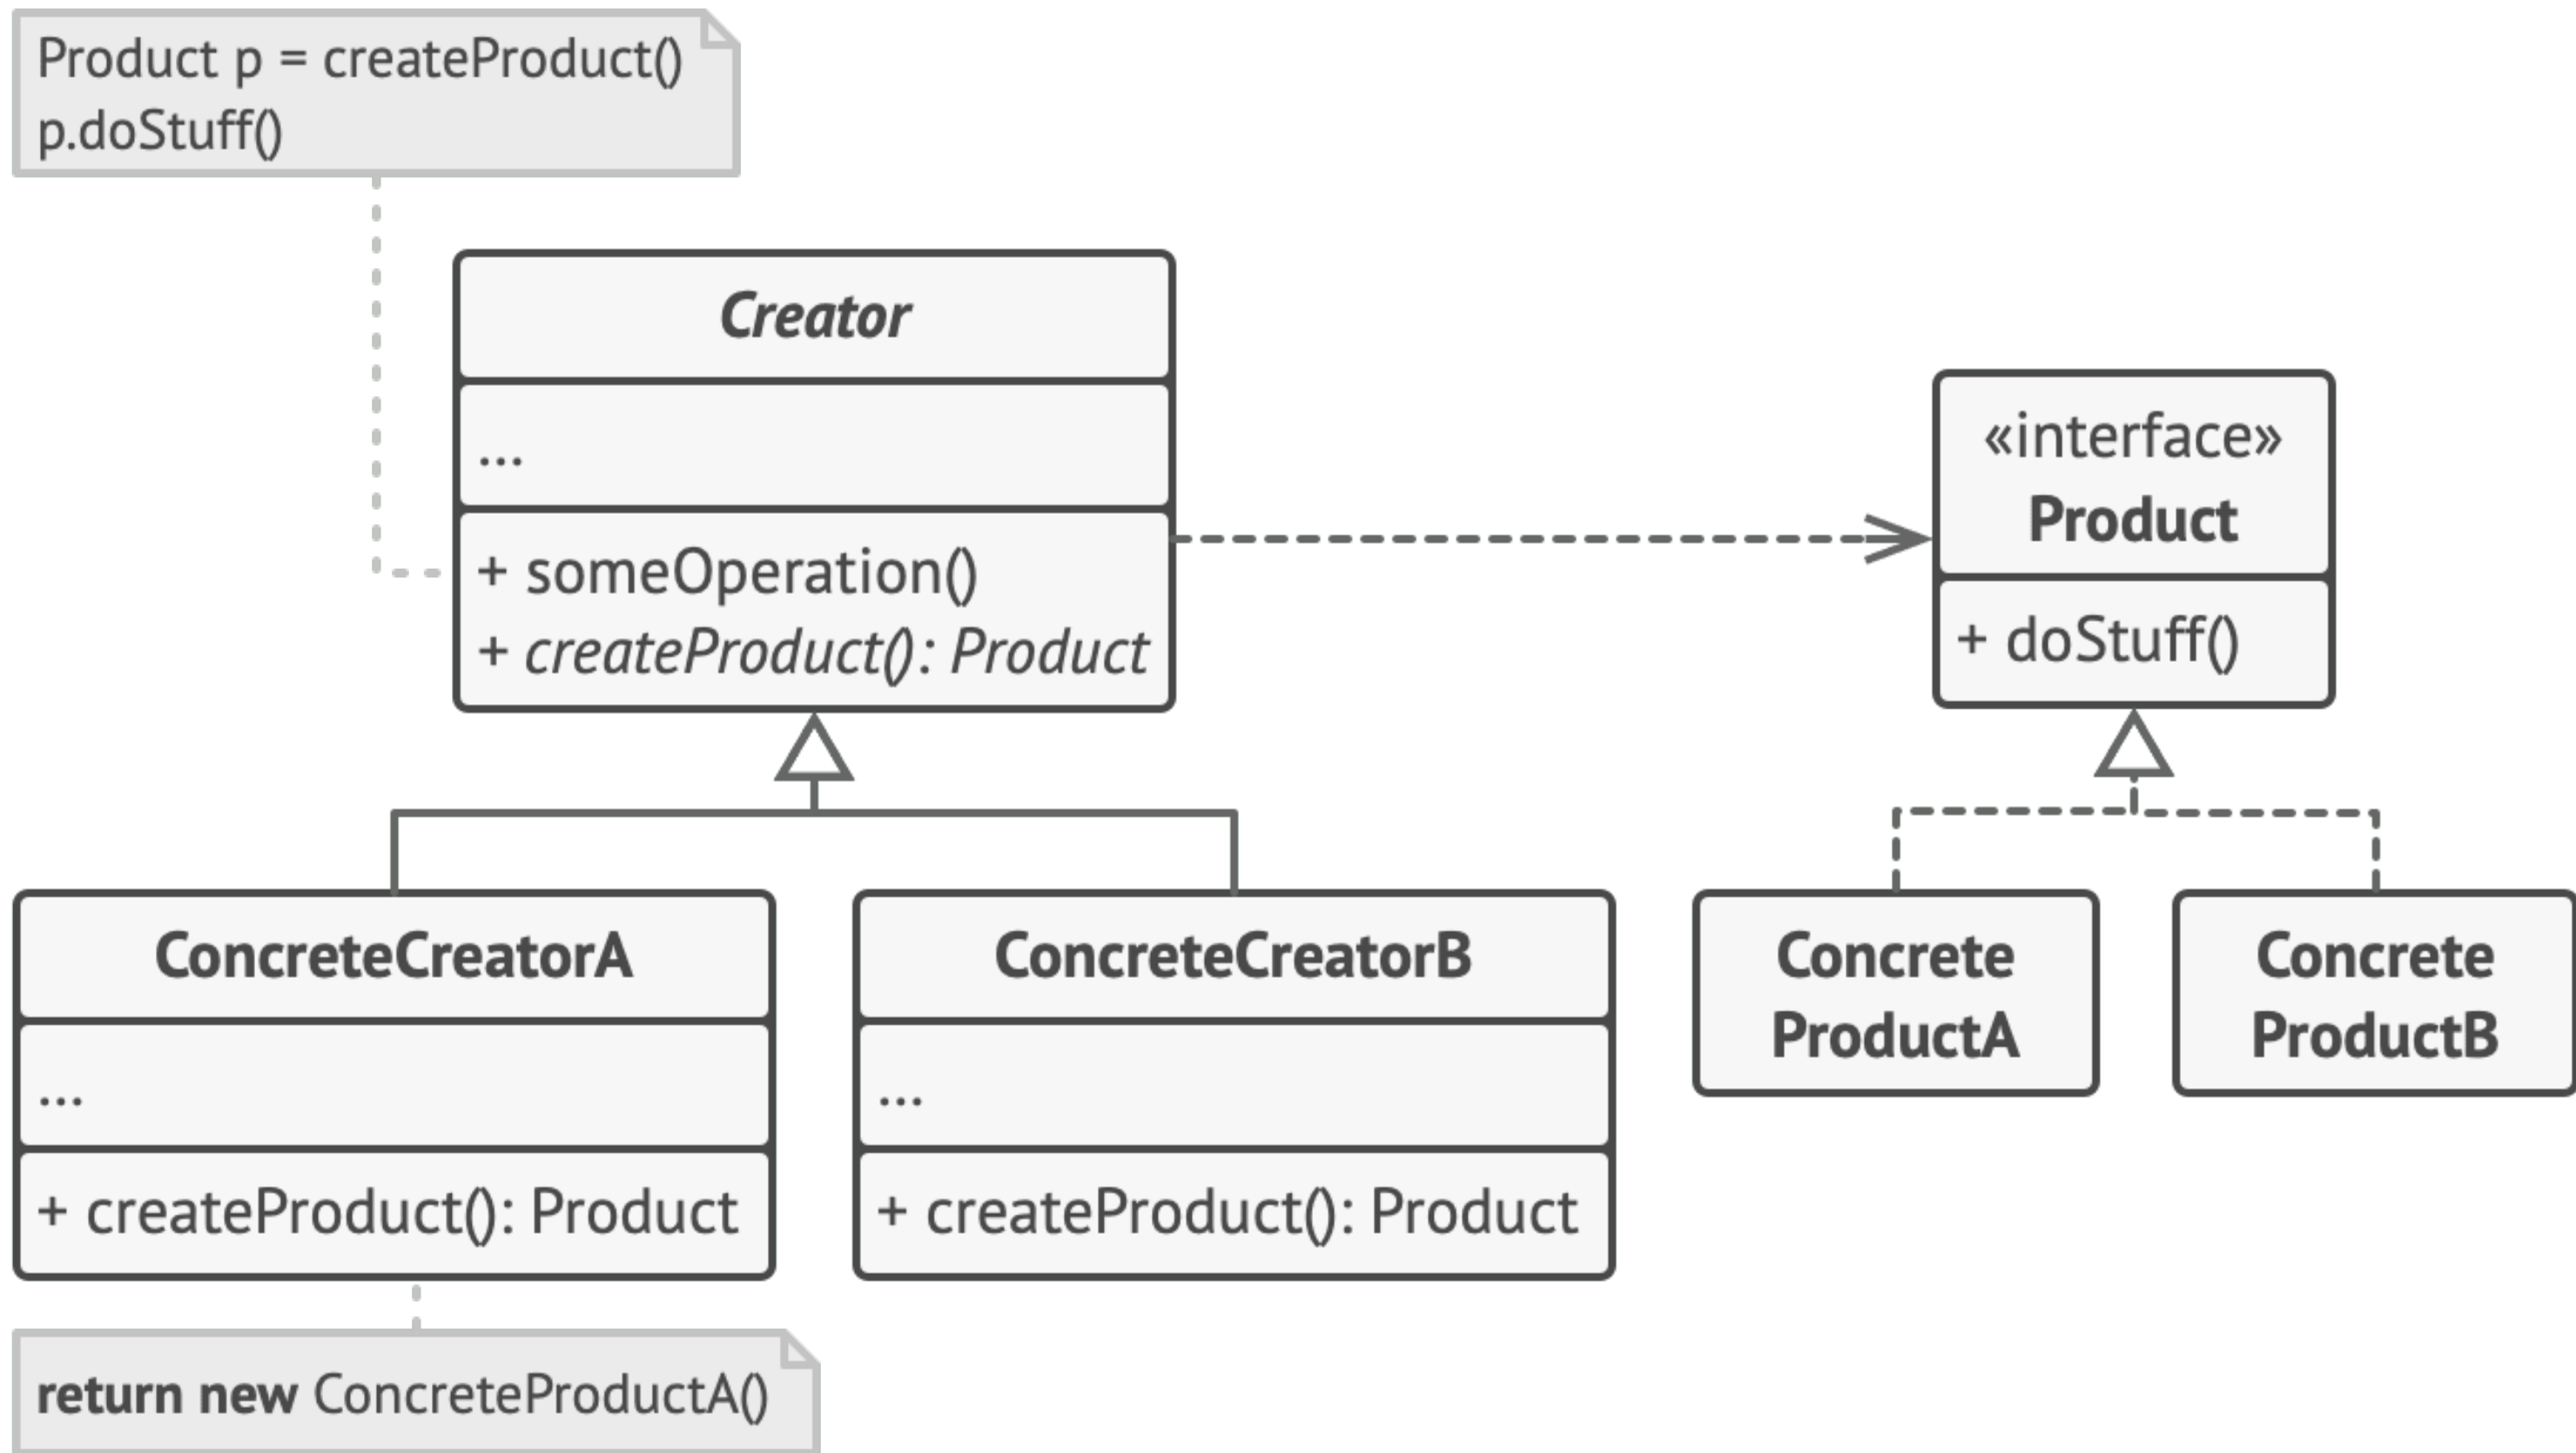 Product p = createProduct()
p.doStuff()
Creator
...
+ someOperation()
+ createProduct(): Product
«interface»
Product
+ doStuff()
ConcreteCreatorA
...
+ createProduct(): Product
ConcreteCreatorB
...
+ createProduct(): Product
Concrete
ProductA
Concrete
ProductB
return new ConcreteProductA()